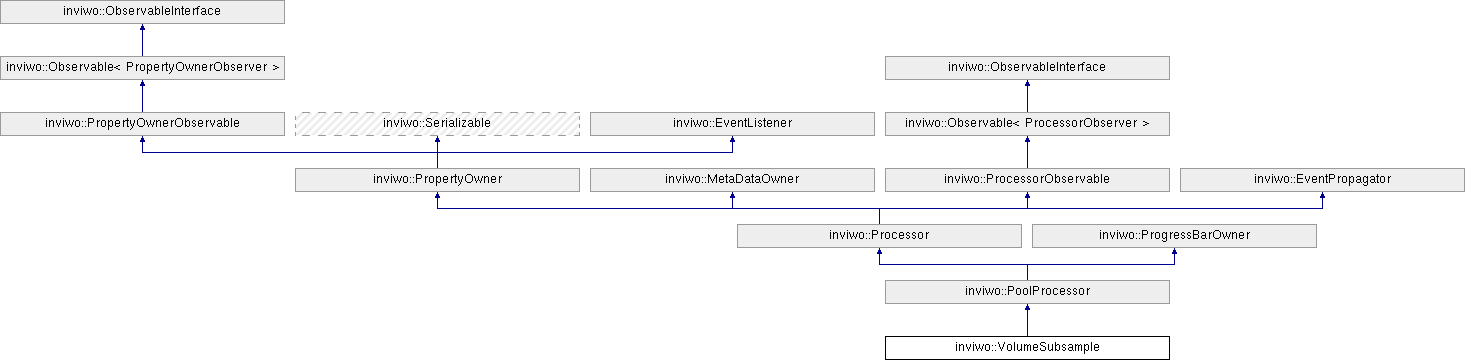 inviwo::ObservableInterface
inviwo::Observable< PropertyOwnerObserver >
inviwo::ObservableInterface
inviwo::PropertyOwnerObservable
inviwo::Serializable
inviwo::EventListener
inviwo::Observable< ProcessorObserver >
inviwo::PropertyOwner
inviwo::MetaDataOwner
inviwo::ProcessorObservable
inviwo::EventPropagator
inviwo::Processor
inviwo::ProgressBarOwner
inviwo::PoolProcessor
inviwo::VolumeSubsample